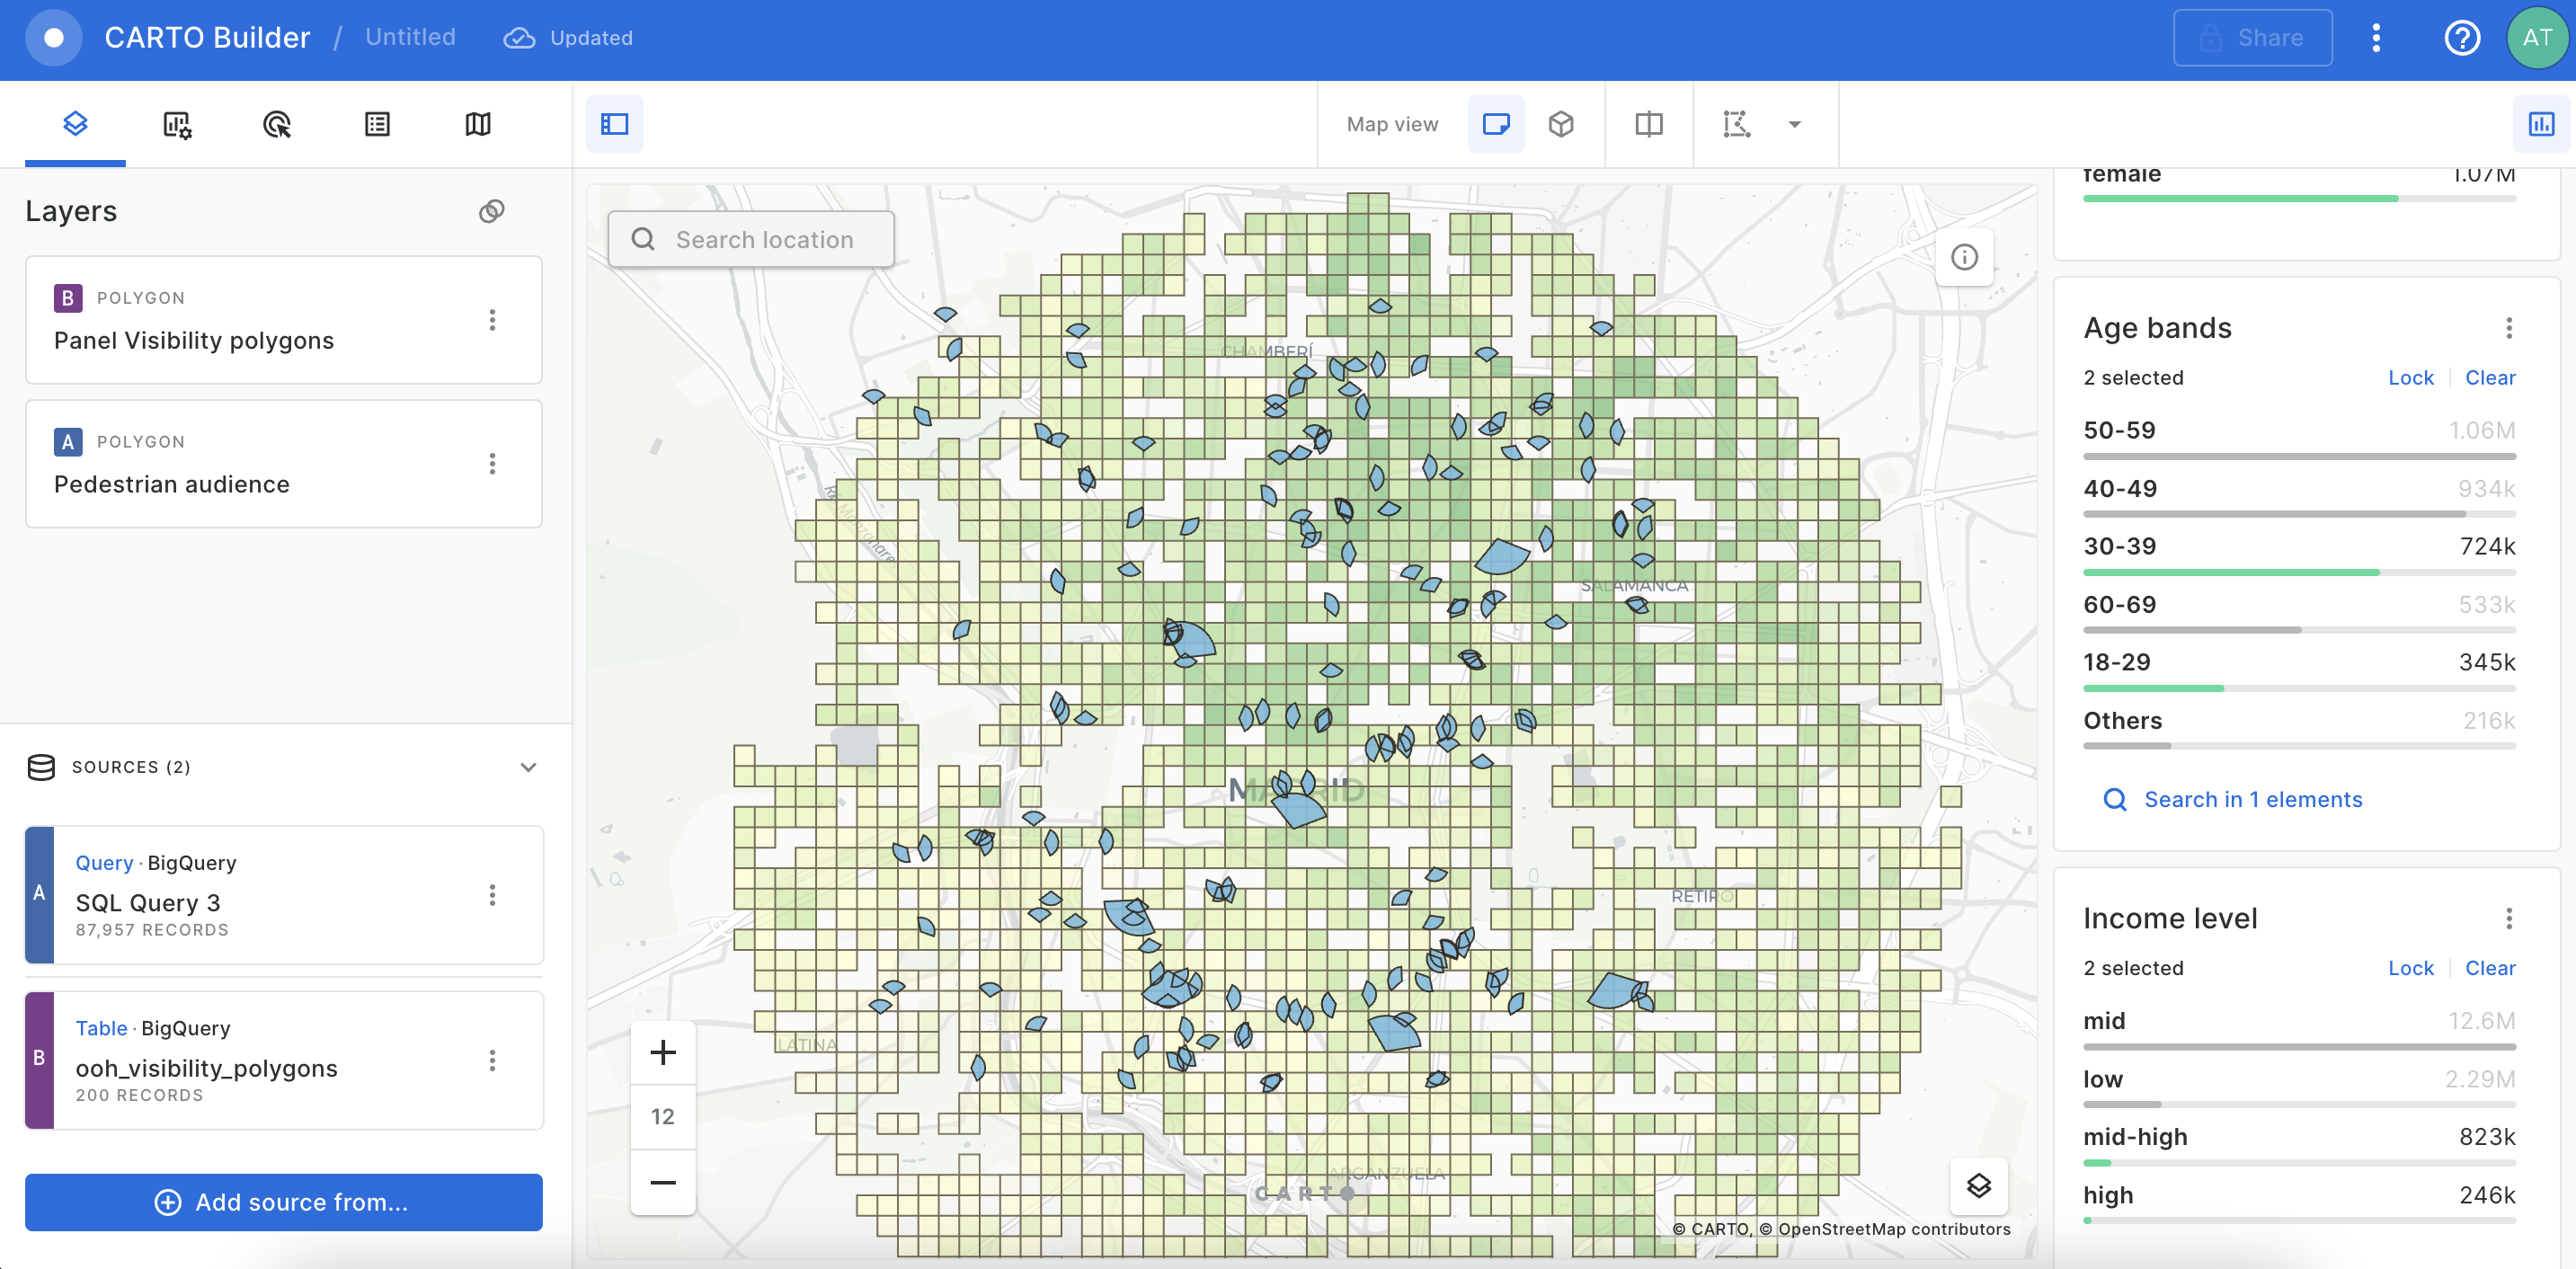 CARTO Builder / Untitled Updated Share AT
Map view
Layers
B POLYGON
Panel Visibility polygons
A POLYGON
Pedestrian audience
SOURCES (2)
A
Query · BigQuery
SQL Query 3
87,957 RECORDS
B
Table · BigQuery
ooh_visibility_polygons
200 RECORDS
Add source from...
Search location
CHAMBERÍ
Río Manzanares
SALAMANCA
MADRID
RETIRO
LATINA
ARGANZUELA
CARTO
12
© CARTO, © OpenStreetMap contributors
female 1.07M
Age bands
2 selected Lock Clear
50-59 1.06M
40-49 934k
30-39 724k
60-69 533k
18-29 345k
Others 216k
Search in 1 elements
Income level
2 selected Lock Clear
mid 12.6M
low 2.29M
mid-high 823k
high 246k